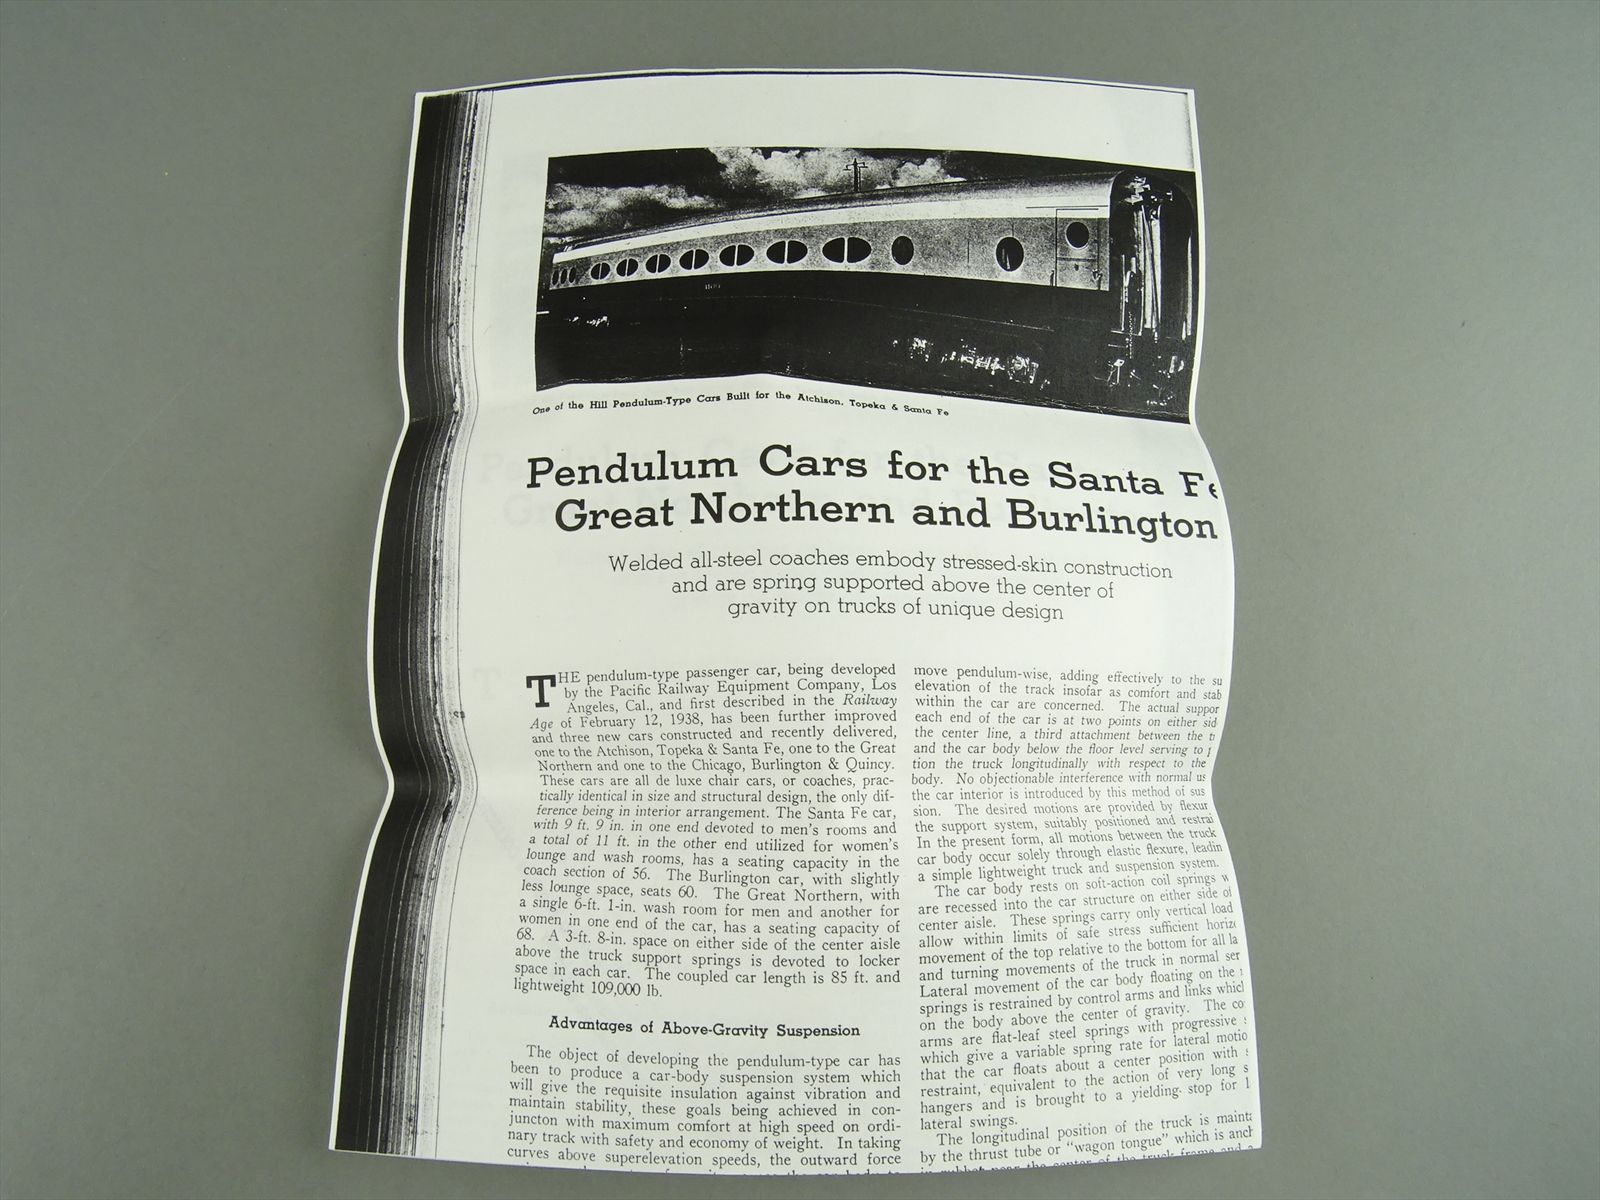 One of the Hill Pendulum-Type Cars Built for the Atchison, Topeka & Santa Fe
Pendulum Cars for the Santa Fe
Great Northern and Burlington
Welded all-steel coaches embody stressed-skin construction
and are spring supported above the center of
gravity on trucks of unique design
THE pendulum-type passenger car, being developed
by the Pacific Railway Equipment Company, Los
Angeles, Cal., and first described in the Railway
Age of February 12, 1938, has been further improved
and three new cars constructed and recently delivered,
one to the Atchison, Topeka & Santa Fe, one to the Great
Northern and one to the Chicago, Burlington & Quincy.
These cars are all de luxe chair cars, or coaches, prac-
tically identical in size and structural design, the only dif-
ference being in interior arrangement. The Santa Fe car,
with 9 ft. 9 in. in one end devoted to men's rooms and
a total of 11 ft. in the other end utilized for women's
lounge and wash rooms, has a seating capacity in the
coach section of 56. The Burlington car, with slightly
less lounge space, seats 60. The Great Northern, with
a single 6-ft. 1-in. wash room for men and another for
women in one end of the car, has a seating capacity of
68. A 3-ft. 8-in. space on either side of the center aisle
above the truck support springs is devoted to locker
space in each car. The coupled car length is 85 ft. and
lightweight 109,000 lb.
Advantages of Above-Gravity Suspension
The object of developing the pendulum-type car has
been to produce a car-body suspension system which
will give the requisite insulation against vibration and
maintain stability, these goals being achieved in con-
junction with maximum comfort at high speed on ordi-
nary track with safety and economy of weight. In taking
curves above superelevation speeds, the outward force
move pendulum-wise, adding effectively to the su
elevation of the track insofar as comfort and stab
within the car are concerned. The actual suppor
each end of the car is at two points on either sid
the center line, a third attachment between the
and the car body below the floor level serving to
tion the truck longitudinally with respect to the
body. No objectionable interference with normal us
the car interior is introduced by this method of sus
sion. The desired motions are provided by flexur
the support system, suitably positioned and restrai
In the present form, all motions between the truck
car body occur solely through elastic flexure, leadin
a simple lightweight truck and suspension system.
The car body rests on soft-action coil springs w
are recessed into the car structure on either side of
center aisle. These springs carry only vertical load
allow within limits of safe stress sufficient horiz
movement of the top relative to the bottom for all la
and turning movements of the truck in normal ser
Lateral movement of the car body floating on the
springs is restrained by control arms and links which
on the body above the center of gravity. The co
arms are flat-leaf steel springs with progressive
which give a variable spring rate for lateral motio
that the car floats about a center position with
restraint, equivalent to the action of very long s
hangers and is brought to a yielding stop for l
lateral swings.
The longitudinal position of the truck is maint
by the thrust tube or "wagon tongue" which is anch
in rubber near the center of the truck frame and a